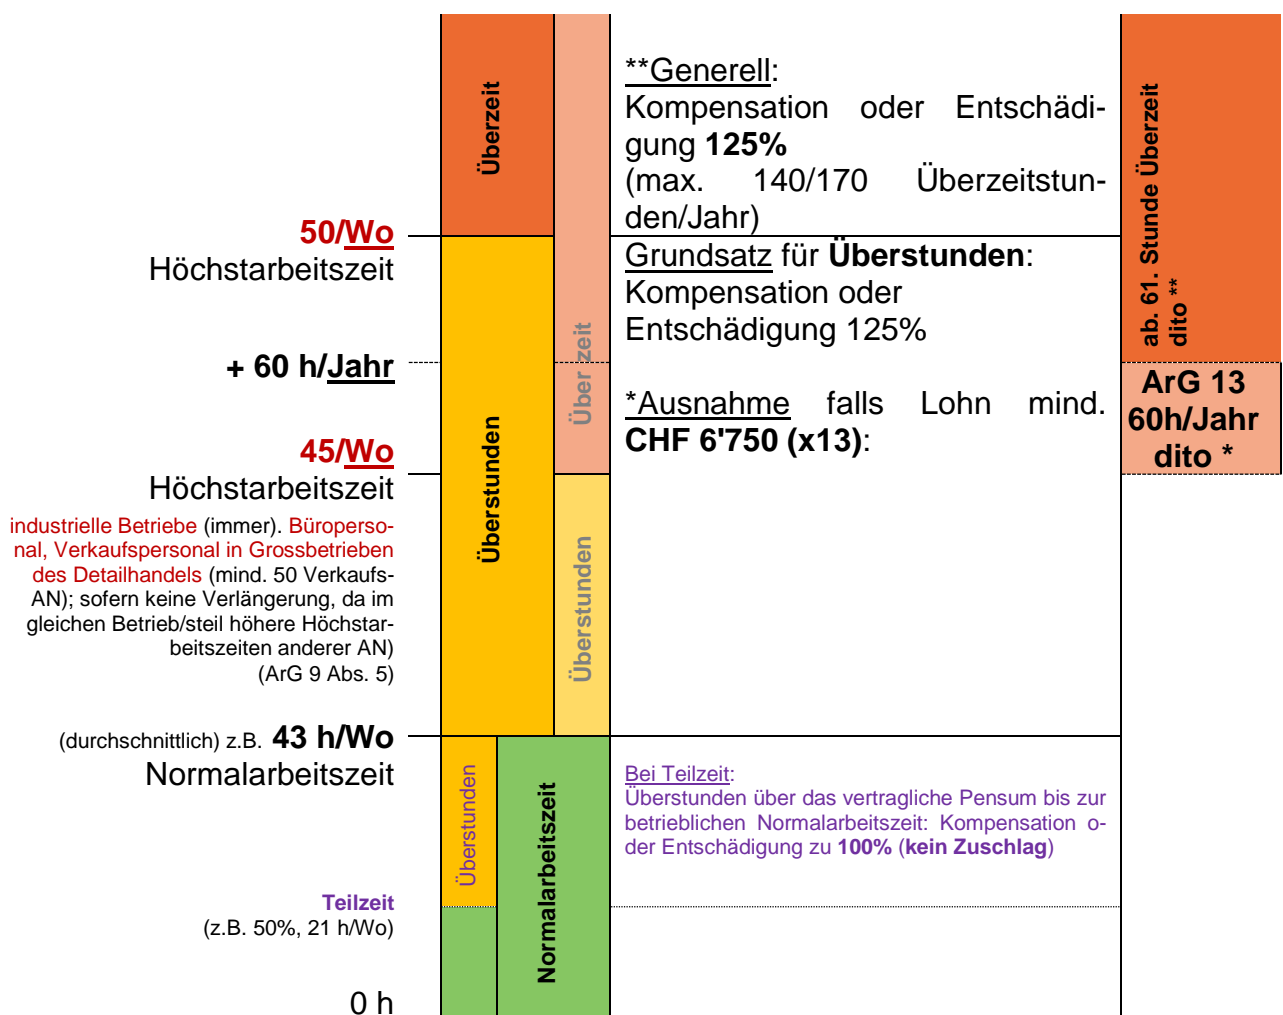 **Generell:
Kompensation oder Entschädi-
gung 125%
(max. 140/170 Überzeitstun-
den/Jahr)
Überzeit
50/Wo
Höchstarbeitszeit
Grundsatz für Überstunden:
Kompensation oder
Entschädigung 125%
ab. 61. Stunde Überzeit
dito **
Über zeit
+ 60 h/Jahr
*Ausnahme falls Lohn mind.
CHF 6'750 (x13):
ArG 13
60h/Jahr
dito *
45/Wo
Höchstarbeitszeit
industrielle Betriebe (immer). Büroperso-
nal, Verkaufspersonal in Grossbetrieben
des Detailhandels (mind. 50 Verkaufs-
AN); sofern keine Verlängerung, da im
gleichen Betrieb/steil höhere Höchstar-
beitszeiten anderer AN)
(ArG 9 Abs. 5)
Überstunden
Überstunden
(durchschnittlich) z.B. 43 h/Wo
Normalarbeitszeit
Überstunden
Normalarbeitszeit
Bei Teilzeit:
Überstunden über das vertragliche Pensum bis zur
betrieblichen Normalarbeitszeit: Kompensation o-
der Entschädigung zu 100% (kein Zuschlag)
Teilzeit
(z.B. 50%, 21 h/Wo)
0 h